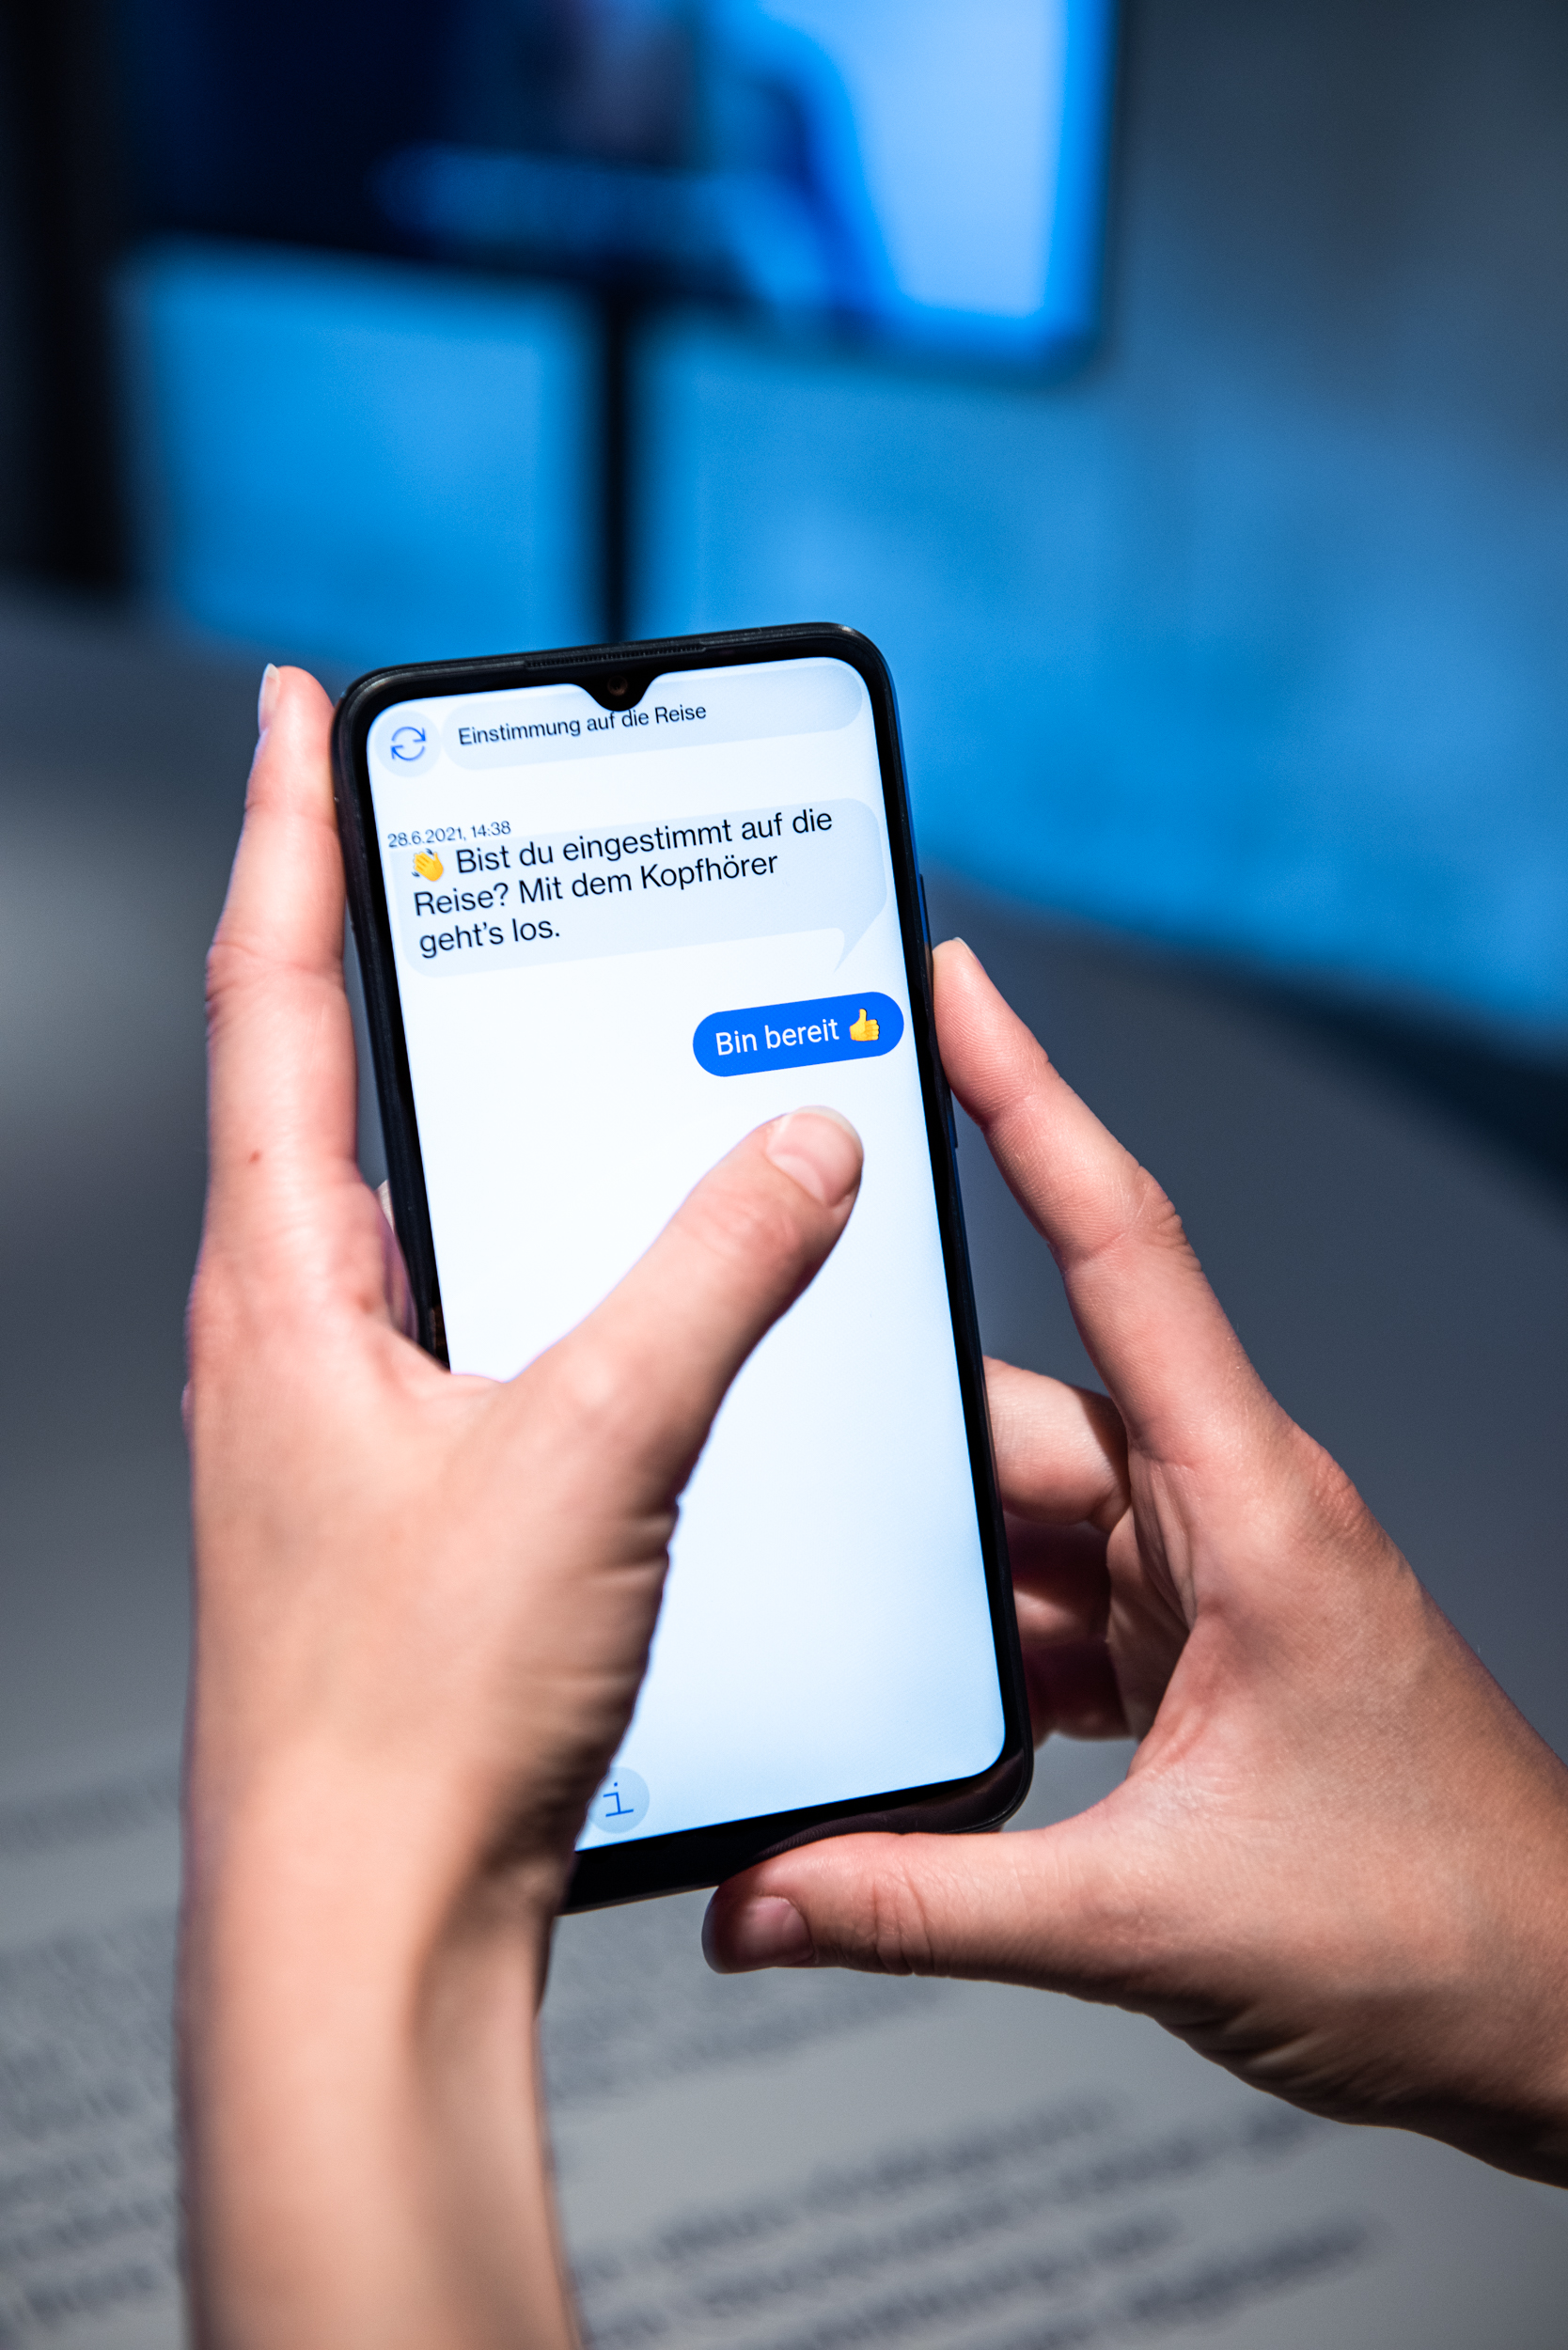 Einstimmung auf die Reise
28.6.2021, 14:38
👋 Bist du eingestimmt auf die
Reise? Mit dem Kopfhörer
geht's los.
Bin bereit 👍
i